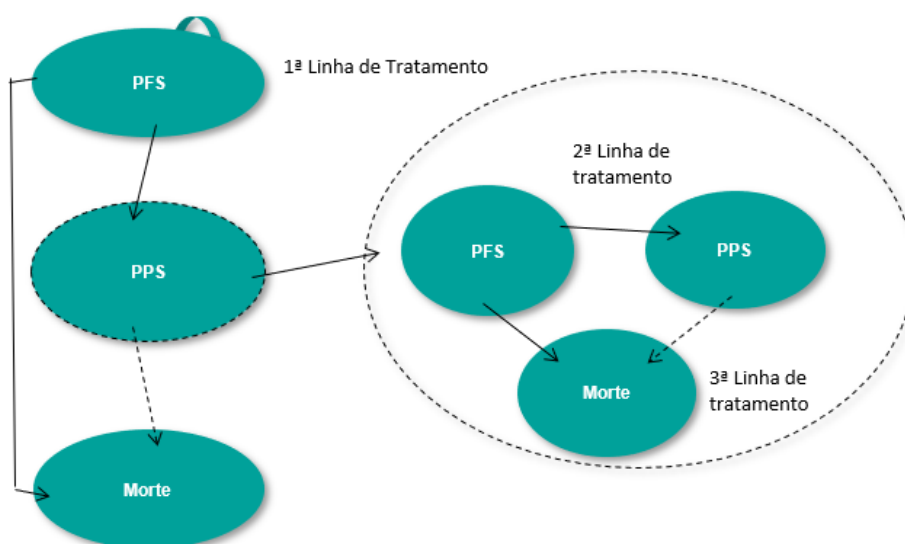 PFS
1ª Linha de Tratamento
PPS
Morte
2ª Linha de
tratamento
PFS
PPS
Morte
3ª Linha de
tratamento